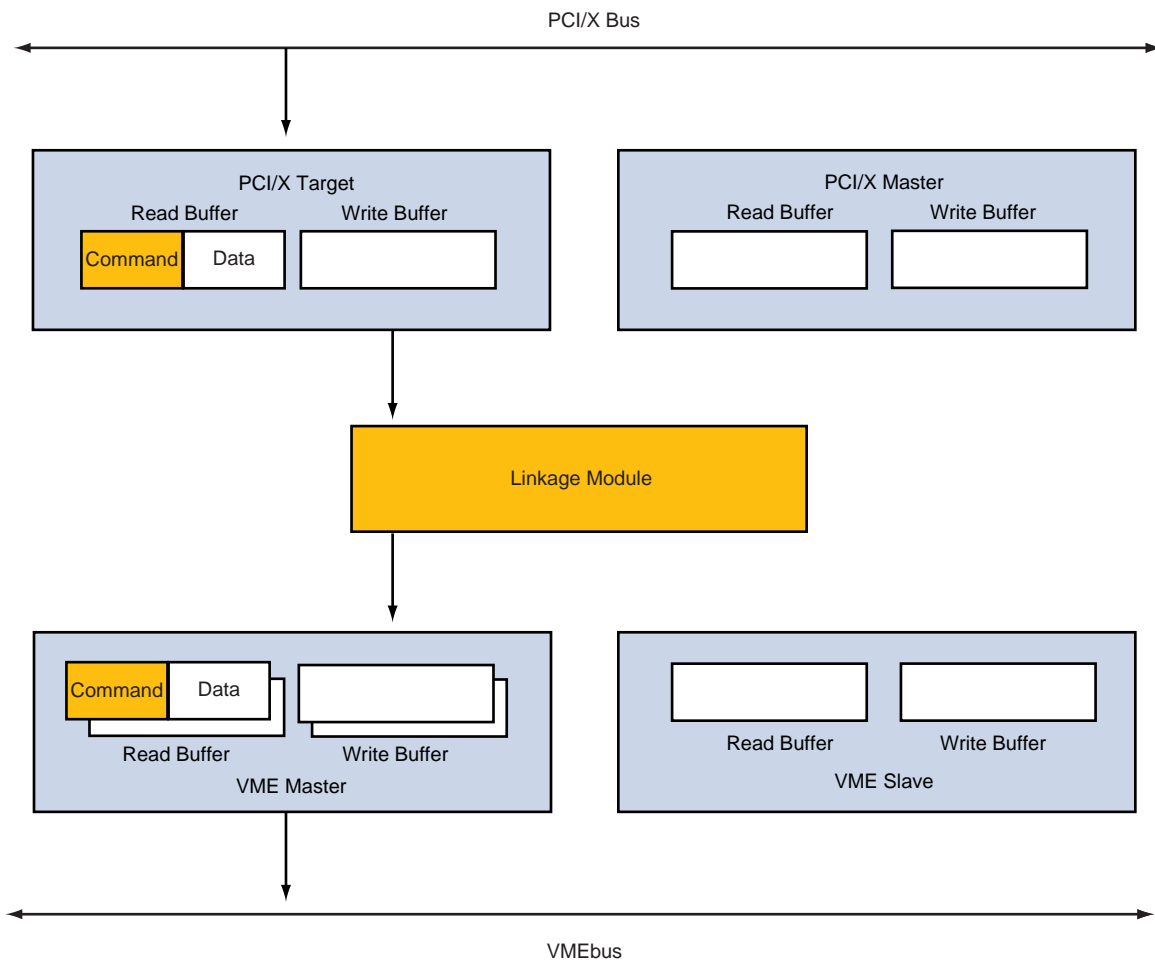 PCI/X Bus
PCI/X Target
Read Buffer
Write Buffer
Command
Data
PCI/X Master
Read Buffer
Write Buffer
Linkage Module
Command
Data
Read Buffer
Write Buffer
VME Master
Read Buffer
Write Buffer
VME Slave
VMEbus